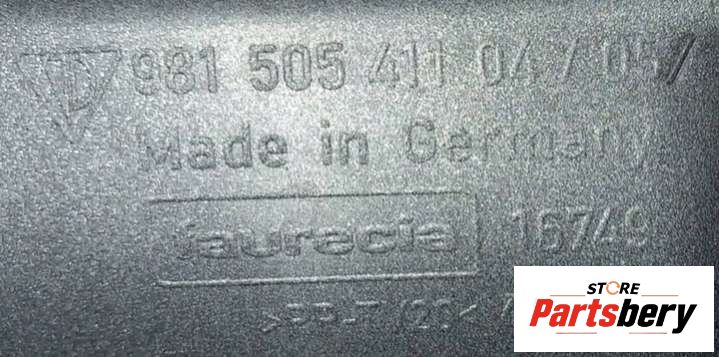 981 505 411 04 / 05 /
Made in Germany
faurecia 16749
STORE
Partsbery